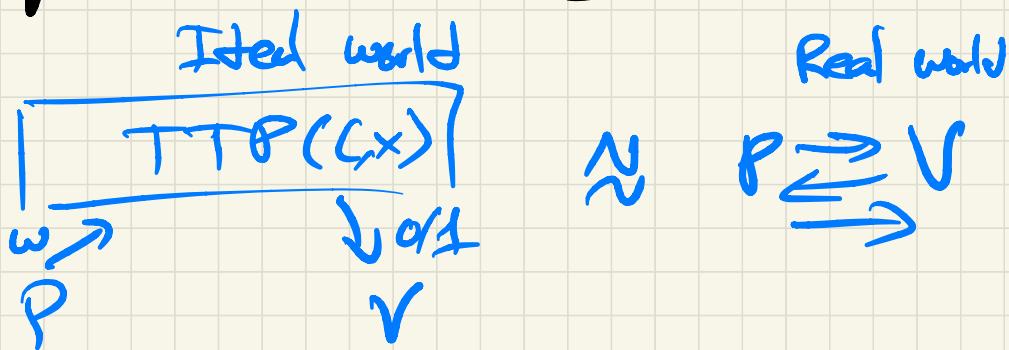 Ideal world
Real world
TTP(C,x)
≈
P ⇄ V
→
w
0/1
P
V